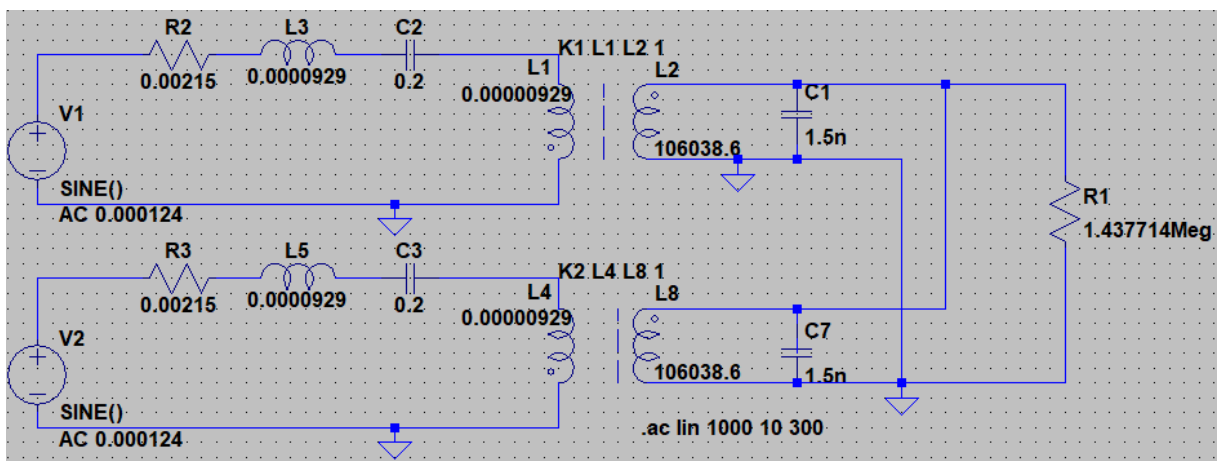 R2
L3
C2
K1 L1 L2 1
0.00215
0.0000929
0.2
L1
L2
0.00000929
V1
C1
1.5n
106038.6
SINE()
AC 0.000124
R1
1.437714Meg
R3
L5
C3
K2 L4 L8 1
0.00215
0.0000929
0.2
L4
L8
0.00000929
V2
C7
1.5n
106038.6
SINE()
AC 0.000124
.ac lin 1000 10 300